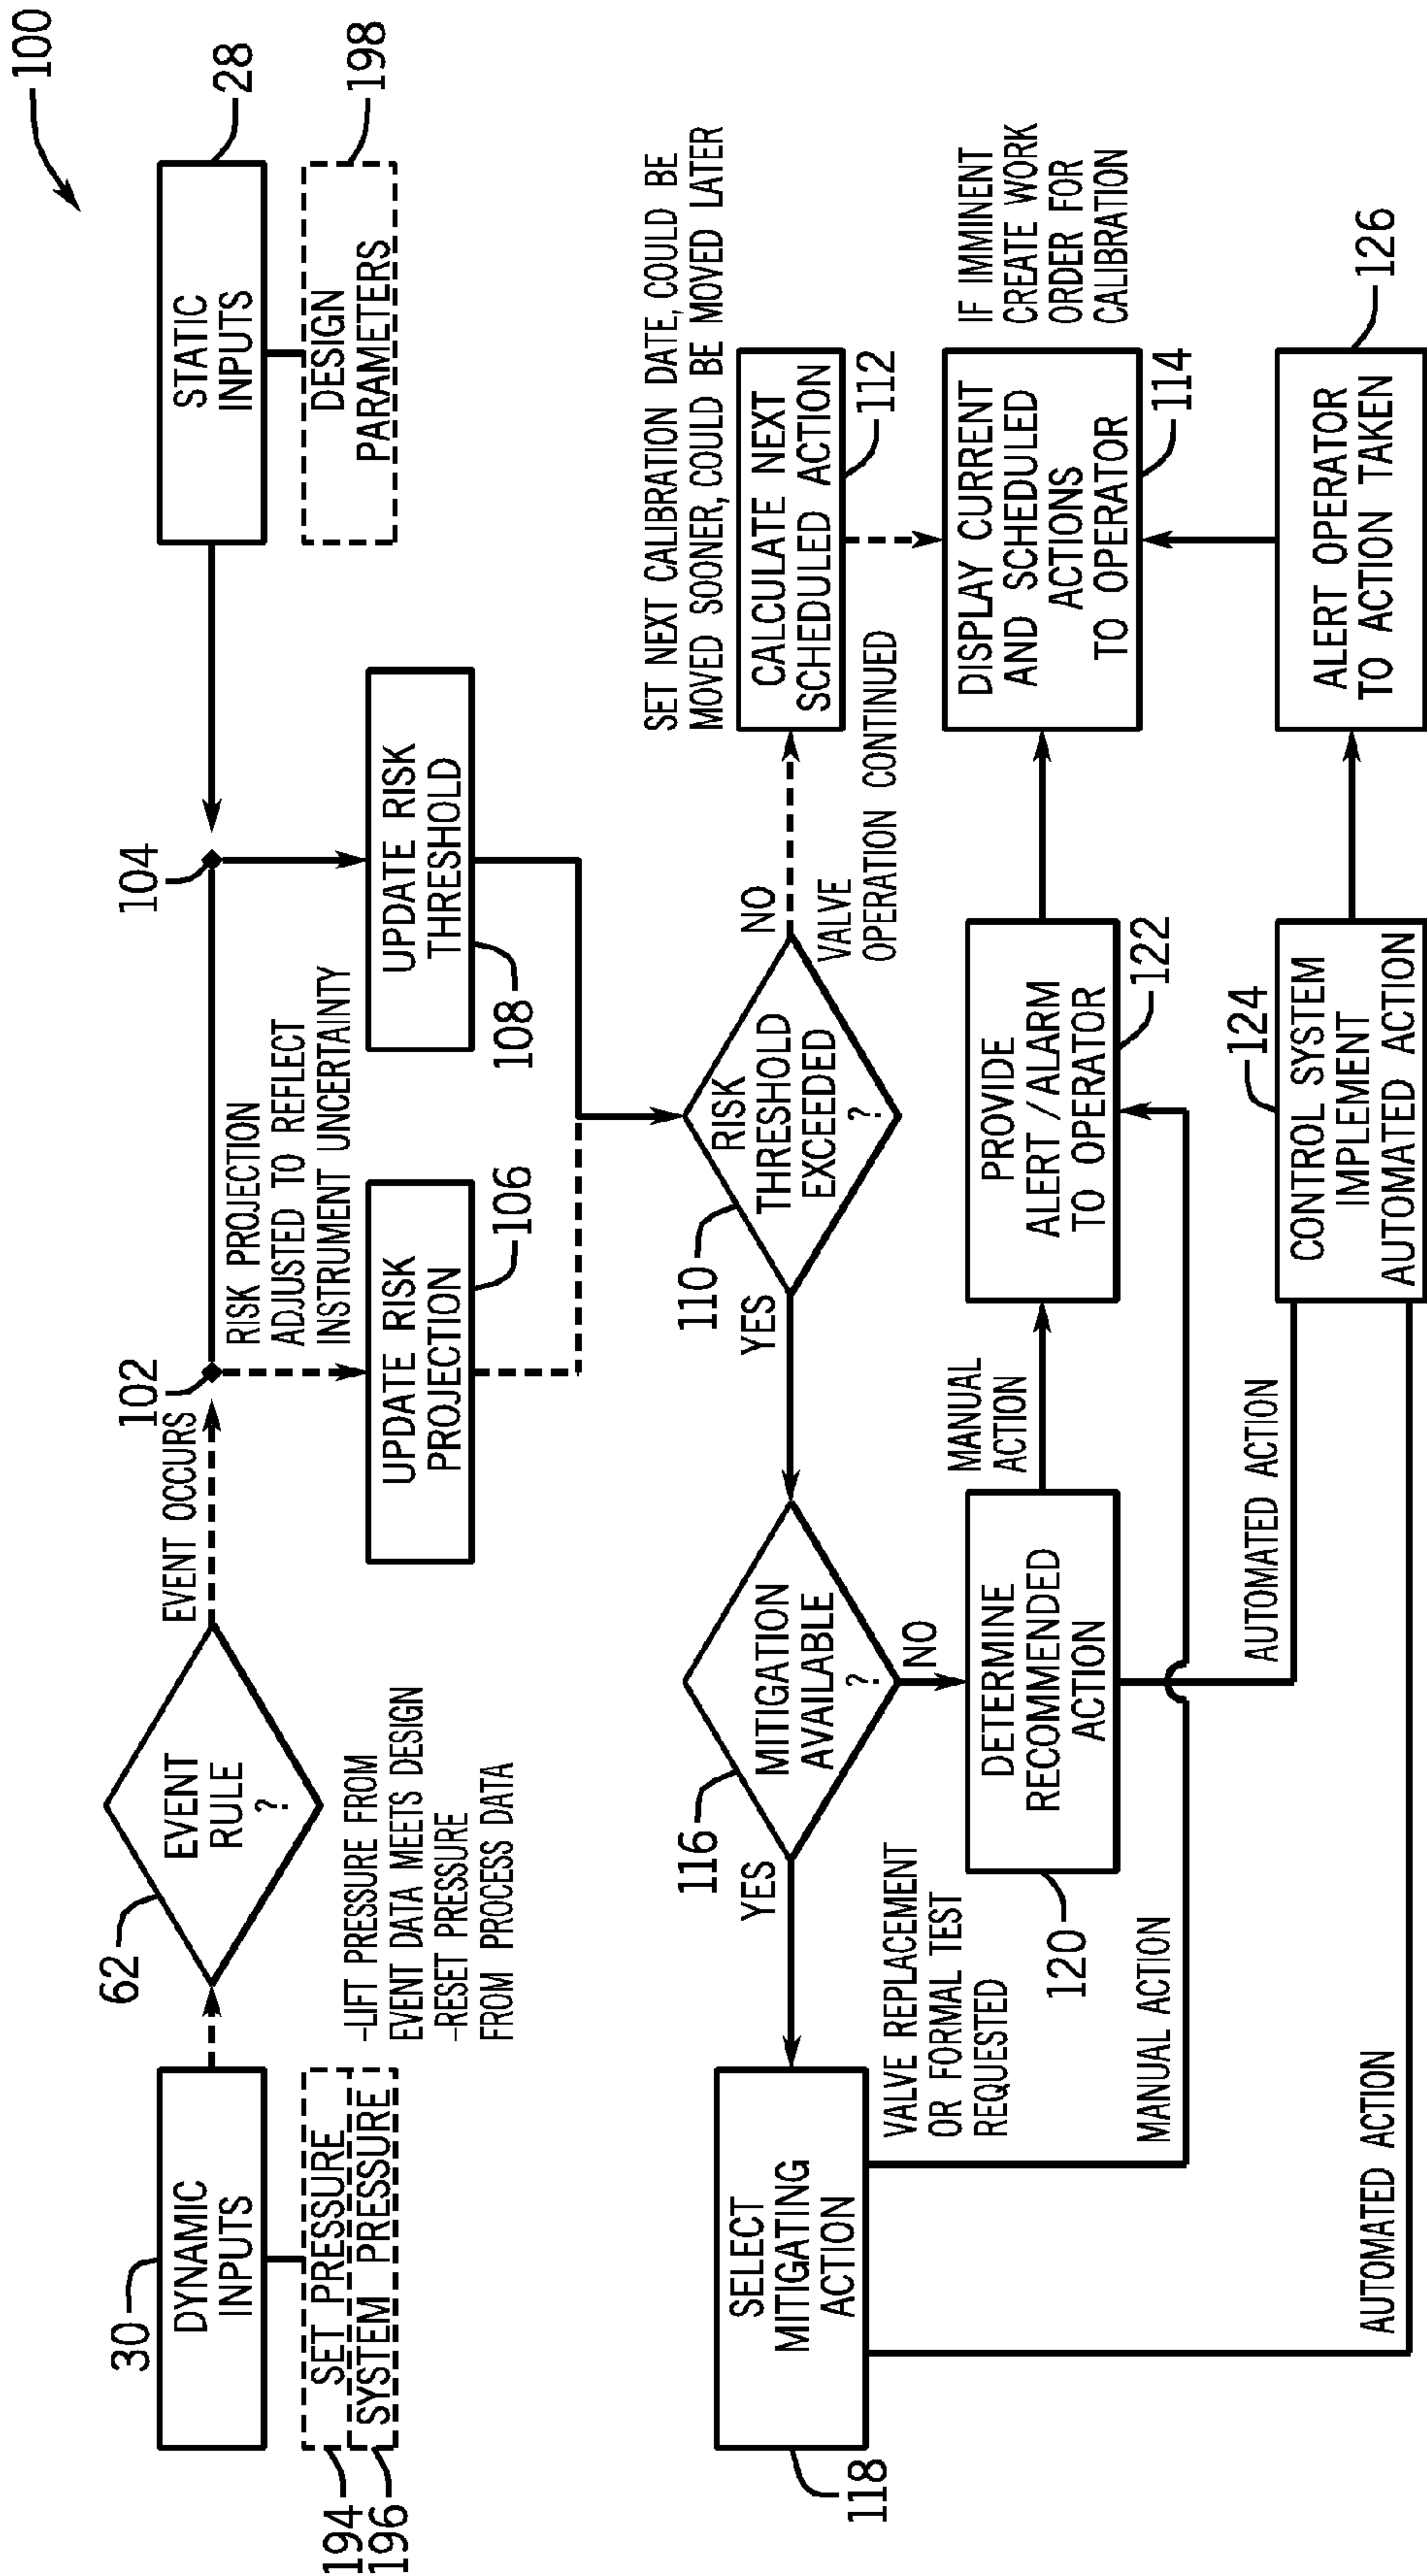 100
30
DYNAMIC
INPUTS
194
SET PRESSURE
196
SYSTEM PRESSURE
62
EVENT
RULE
?
-LIFT PRESSURE FROM
EVENT DATA MEETS DESIGN
-RESET PRESSURE
FROM PROCESS DATA
EVENT OCCURS
102
RISK PROJECTION
ADJUSTED TO REFLECT
INSTRUMENT UNCERTAINTY
104
STATIC
INPUTS
28
DESIGN
PARAMETERS
198
UPDATE RISK
PROJECTION
106
UPDATE RISK
THRESHOLD
108
110
RISK
THRESHOLD
EXCEEDED
?
YES
NO
VALVE
OPERATION CONTINUED
SET NEXT CALIBRATION DATE, COULD BE
MOVED SOONER, COULD BE MOVED LATER
CALCULATE NEXT
SCHEDULED ACTION
112
116
MITIGATION
AVAILABLE
?
YES
NO
SELECT
MITIGATING
ACTION
118
VALVE REPLACEMENT
OR FORMAL TEST
REQUESTED
DETERMINE
RECOMMENDED
ACTION
120
MANUAL
ACTION
PROVIDE
ALERT/ALARM
TO OPERATOR
122
DISPLAY CURRENT
AND SCHEDULED
ACTIONS
TO OPERATOR
114
IF IMMINENT
CREATE WORK
ORDER FOR
CALIBRATION
MANUAL ACTION
AUTOMATED ACTION
AUTOMATED ACTION
124
CONTROL SYSTEM
IMPLEMENT
AUTOMATED ACTION
ALERT OPERATOR
TO ACTION TAKEN
126